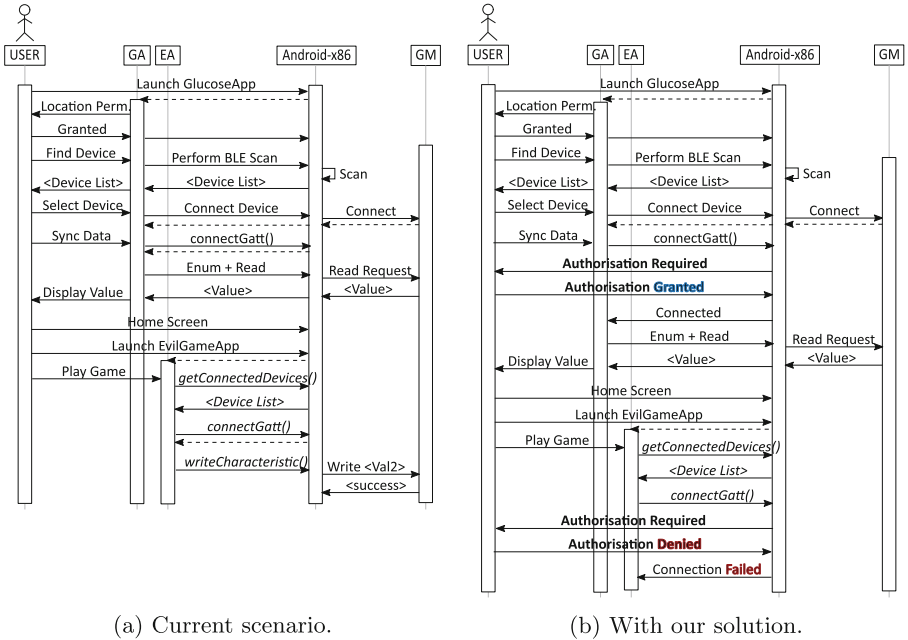 USER GA EA Android-x86 GM
Launch GlucoseApp
Location Perm.
Granted
Find Device
Perform BLE Scan
Scan
<Device List> <Device List>
Select Device
Connect Device
Connect
Sync Data
connectGatt()
Enum + Read
Read Request
Display Value
<Value> <Value>
Home Screen
Launch EvilGameApp
Play Game
getConnectedDevices()
<Device List>
connectGatt()
writeCharacteristic()
Write <Val2>
<success>
(a) Current scenario.
USER GA EA Android-x86 GM
Launch GlucoseApp
Location Perm.
Granted
Find Device
Perform BLE Scan
Scan
<Device List> <Device List>
Select Device
Connect Device
Connect
Sync Data
connectGatt()
Authorisation Required
Authorisation Granted
Connected
Enum + Read
Read Request
Display Value
<Value> <Value>
Home Screen
Launch EvilGameApp
Play Game
getConnectedDevices()
<Device List>
connectGatt()
Authorisation Required
Authorisation Denied
Connection Failed
(b) With our solution.